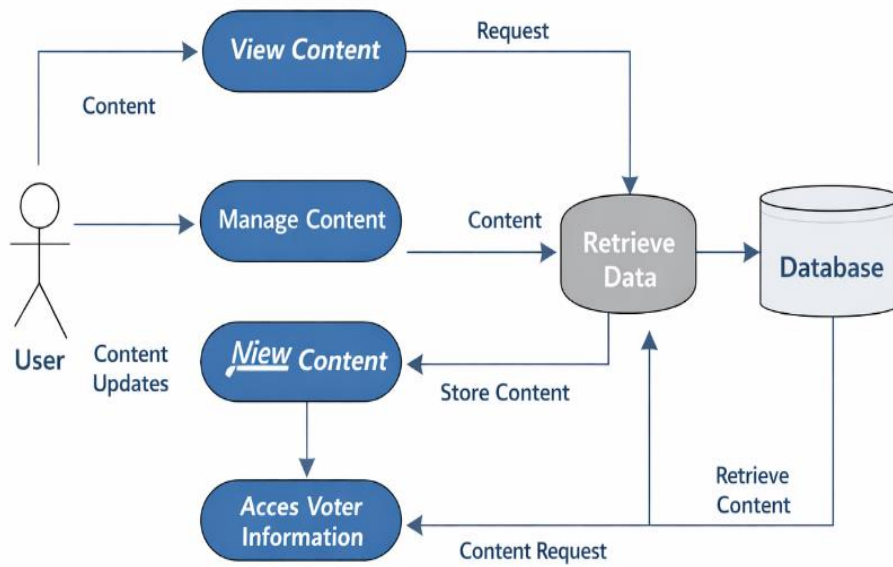 View Content
Request
Content
Manage Content
Content
Retrieve
Data
Database
User
Content
Updates
Niew Content
Store Content
Acces Voter
Information
Retrieve
Content
Content Request